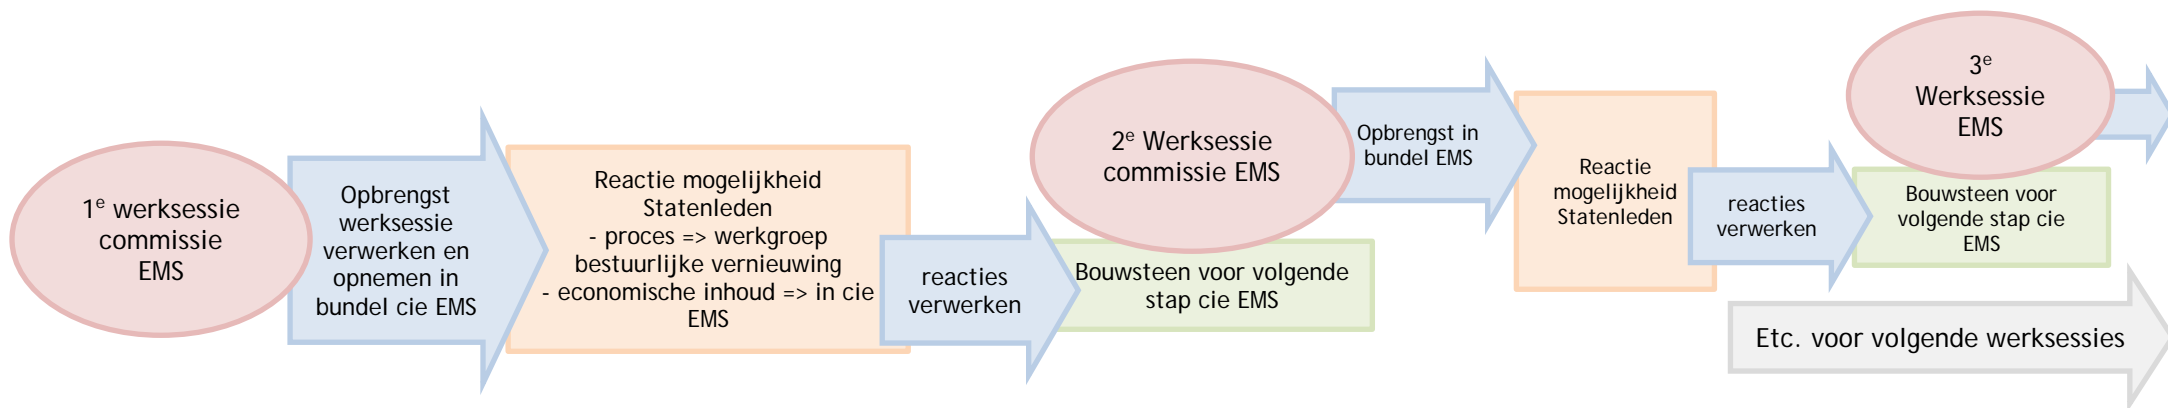 1e werksessie
commissie
EMS
Opbrengst
werksessie
verwerken en
opnemen in
bundel cie EMS
Reactie mogelijkheid
Statenleden
- proces => werkgroep
bestuurlijke vernieuwing
- economische inhoud => in cie
EMS
reacties
verwerken
2e Werksessie
commissie EMS
Bouwsteen voor volgende
stap cie EMS
Opbrengst in
bundel EMS
Reactie
mogelijkheid
Statenleden
reacties
verwerken
3e
Werksessie
EMS
Bouwsteen voor
volgende stap cie
EMS
Etc. voor volgende werksessies